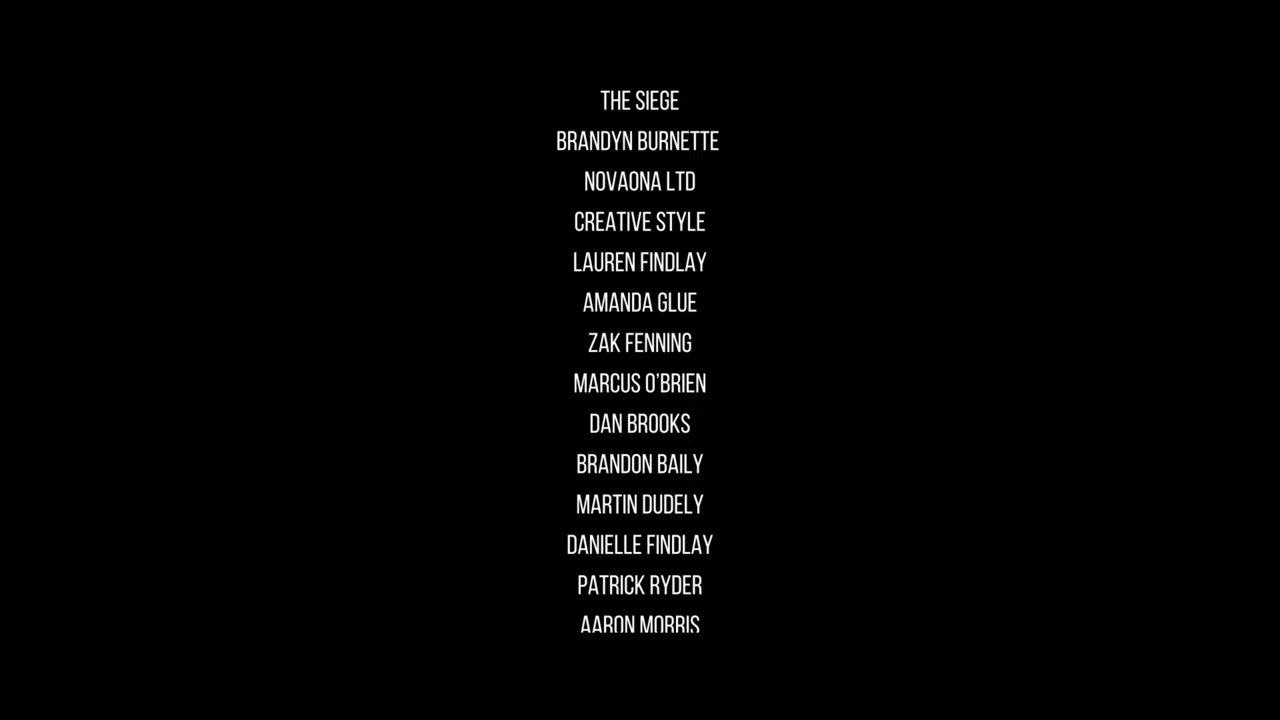 THE SIEGE
BRANDYN BURNETTE
NOVAONA LTD
CREATIVE STYLE
LAUREN FINDLAY
AMANDA GLUE
ZAK FENNING
MARCUS O’BRIEN
DAN BROOKS
BRANDON BAILY
MARTIN DUDELY
DANIELLE FINDLAY
PATRICK RYDER
AARON MORRIS